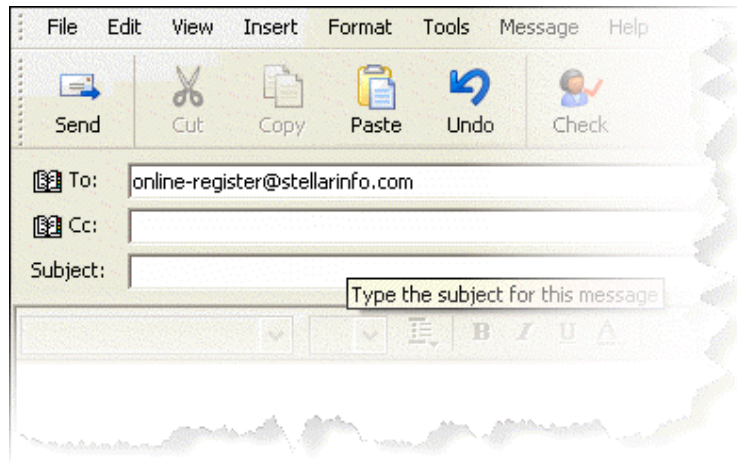 File Edit View Insert Format Tools Message Help
Send Cut Copy Paste Undo Check
To: online-register@stellarinfo.com
Cc:
Subject:
Type the subject for this message
B I U A